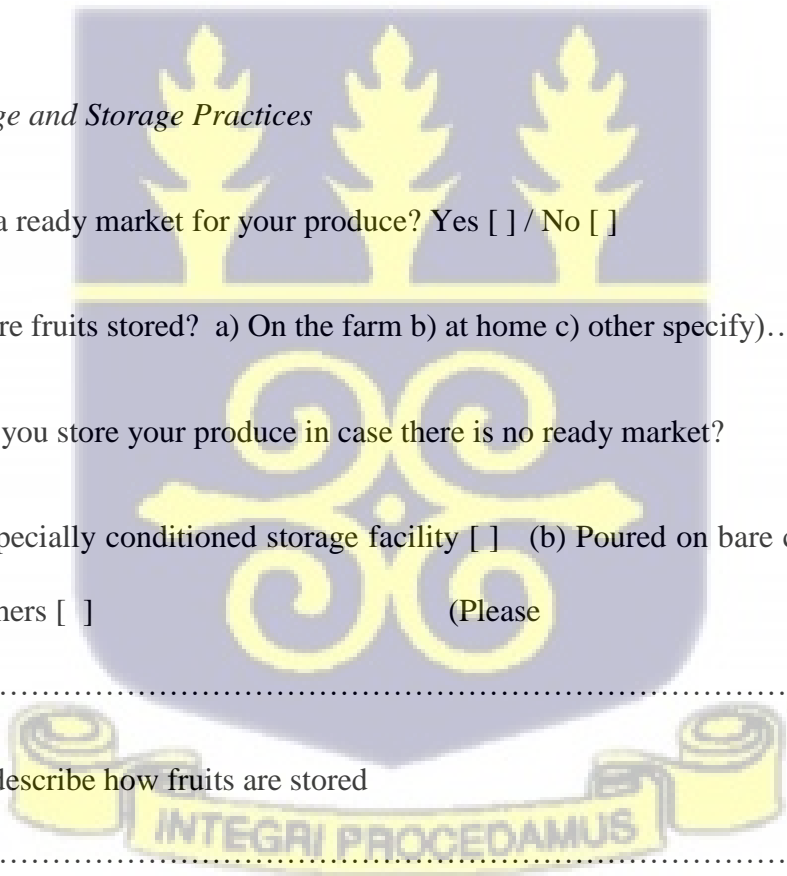 ge and Storage Practices
a ready market for your produce? Yes [ ] / No [ ]
re fruits stored? a) On the farm b) at home c) other specify)…
you store your produce in case there is no ready market?
pecially conditioned storage facility [ ] (b) Poured on bare
ners [ ] (Please
……………………………………………………………………
describe how fruits are stored
INTEGRI PROCEDAMUS
……………………………………………………………………